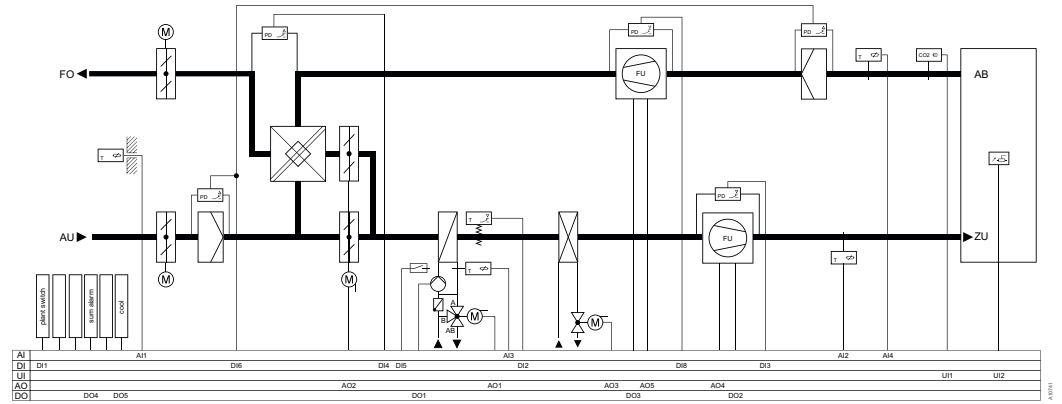 M
PD
PD
PD
FO
FU
T
CO2
AB
T
PD
PD
AU
T
FU
ZU
M
M
T
T
plant switch
sum alarm
cool
A
B
M
AB
M
AI AI1 AI3 AI2 AI4
DI DI1 DI6 DI4 DI5 DI2 DI8 DI3
UI UI1 UI2
AO AO2 AO1 AO3 AO5 AO4
DO DO4 DO5 DO1 DO3 DO2